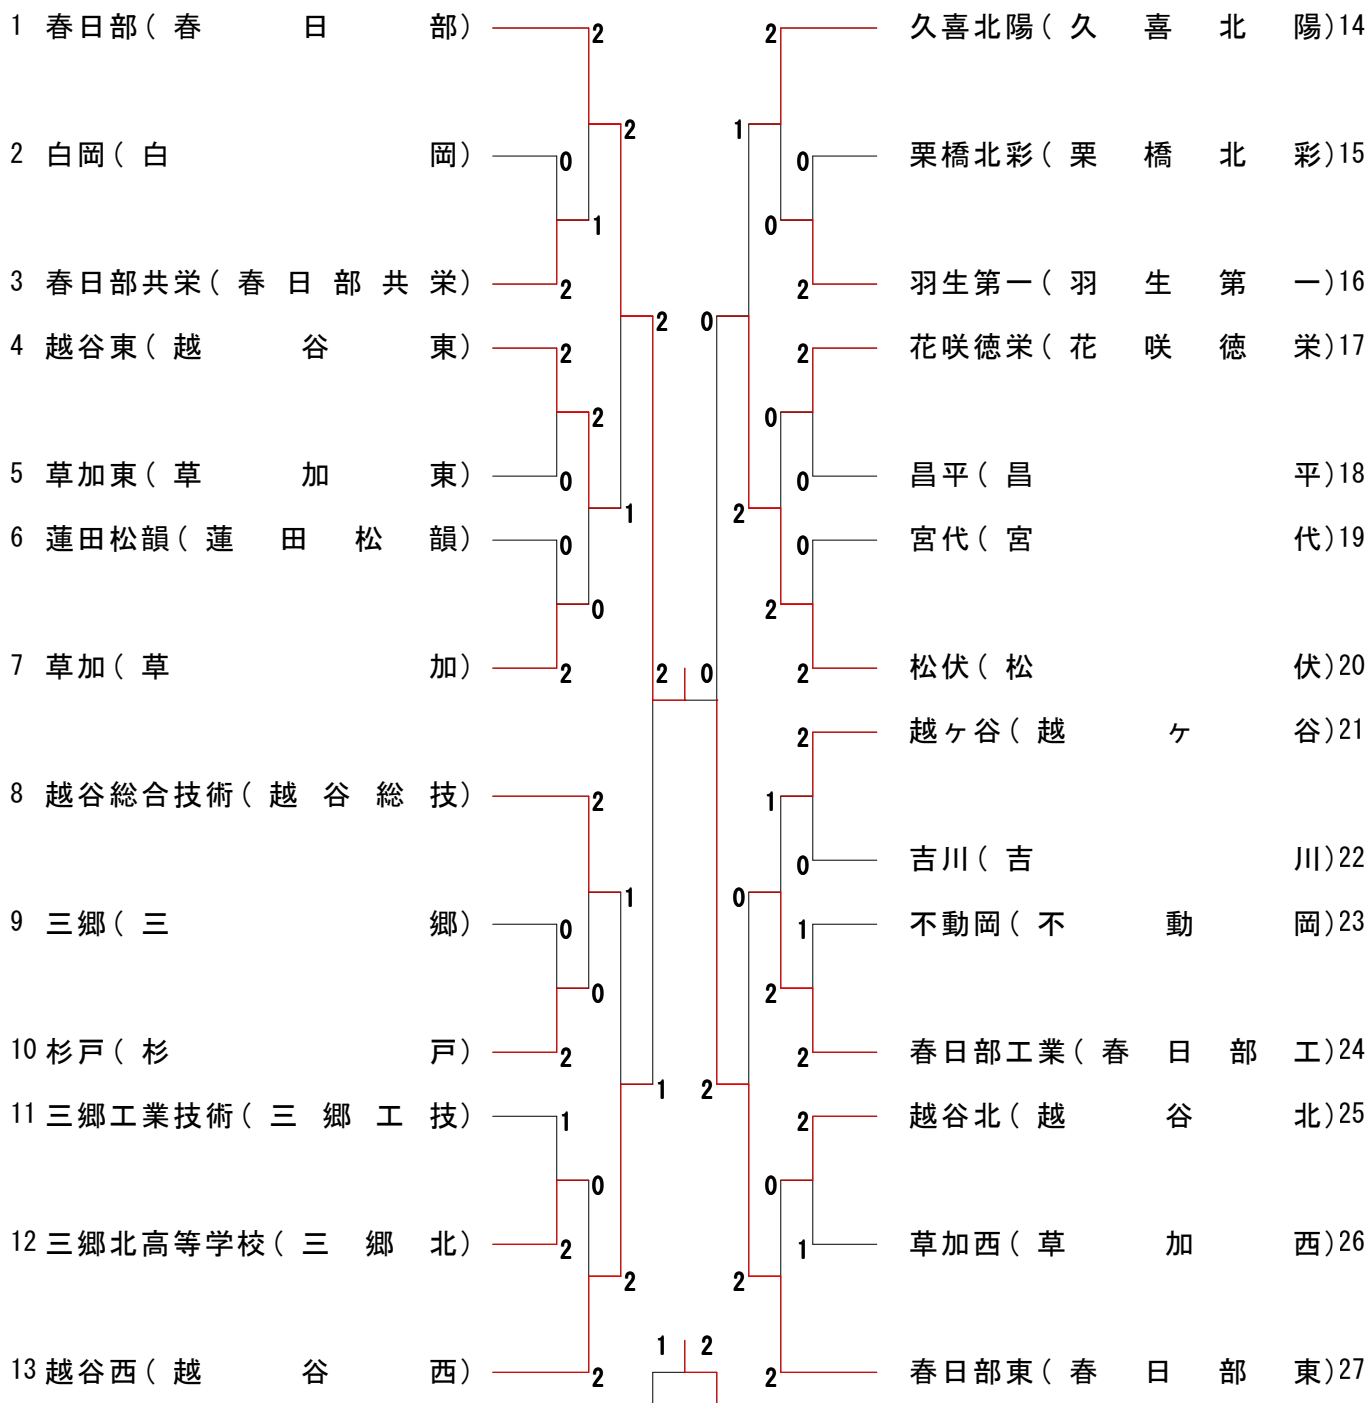 1 春日部(春日部) 2 2 久喜北陽(久喜北陽)14
2 1
2 白岡(白岡) 0 0 栗橋北彩(栗橋北彩)15
1 0
3 春日部共栄(春日部共栄) 2 2 羽生第一(羽生第一)16
2 0
4 越谷東(越谷東) 2 2 花咲徳栄(花咲徳栄)17
2 0
5 草加東(草加東) 0 0 昌平(昌平)18
1 2
6 蓮田松韻(蓮田松韻) 0 0 宮代(宮代)19
0 2
7 草加(草加) 2 2 0 2 松伏(松伏)20
2 越ヶ谷(越ヶ谷)21
8 越谷総合技術(越谷総技) 2 1
0 吉川(吉川)22
1 0
9 三郷(三郷) 0 1 不動岡(不動岡)23
0 2
10 杉戸(杉戸) 2 2 春日部工業(春日部工)24
1 2
11 三郷工業技術(三郷工技) 1 2 越谷北(越谷北)25
0 0
12 三郷北高等学校(三郷北) 2 1 草加西(草加西)26
2 2
1 2
13 越谷西(越谷西) 2 2 春日部東(春日部東)27